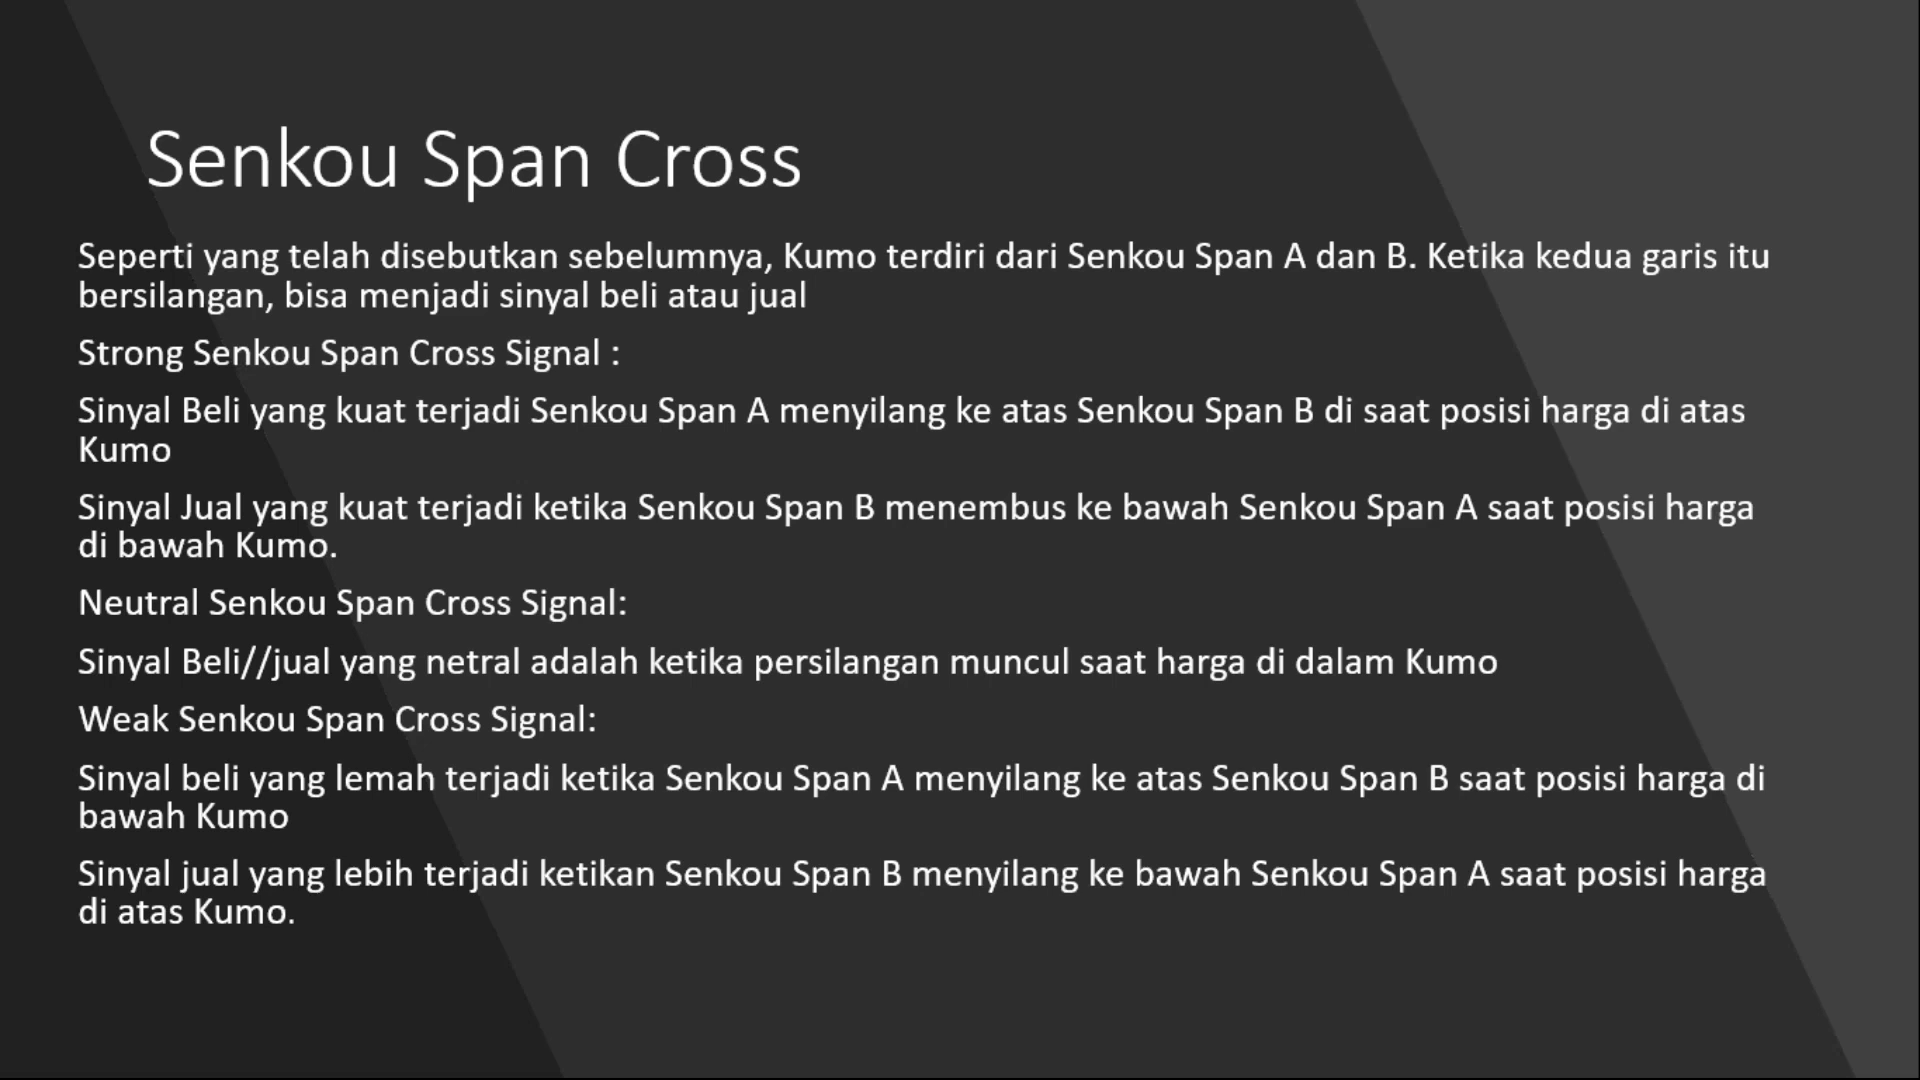 Senkou Span Cross
Seperti yang telah disebutkan sebelumnya, Kumo terdiri dari Senkou Span A dan B. Ketika kedua garis itu
bersilangan, bisa menjadi sinyal beli atau jual
Strong Senkou Span Cross Signal :
Sinyal Beli yang kuat terjadi Senkou Span A menyilang ke atas Senkou Span B di saat posisi harga di atas
Kumo
Sinyal Jual yang kuat terjadi ketika Senkou Span B menembus ke bawah Senkou Span A saat posisi harga
di bawah Kumo.
Neutral Senkou Span Cross Signal:
Sinyal Beli//jual yang netral adalah ketika persilangan muncul saat harga di dalam Kumo
Weak Senkou Span Cross Signal:
Sinyal beli yang lemah terjadi ketika Senkou Span A menyilang ke atas Senkou Span B saat posisi harga di
bawah Kumo
Sinyal jual yang lebih terjadi ketikan Senkou Span B menyilang ke bawah Senkou Span A saat posisi harga
di atas Kumo.